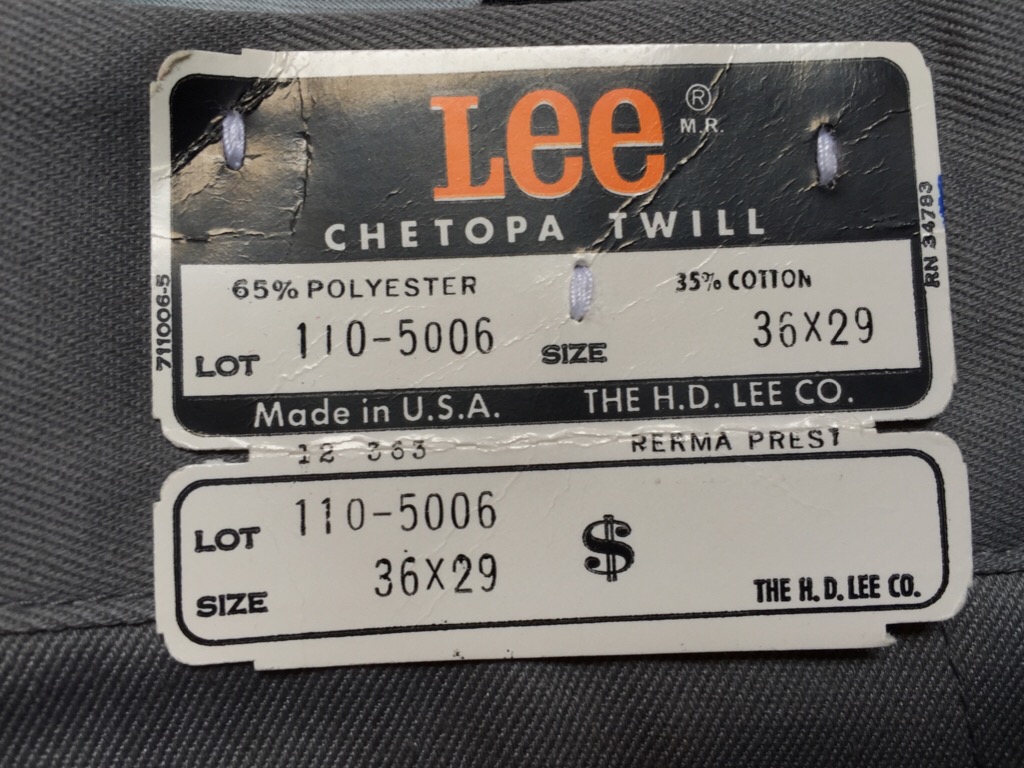 Lee ®
M.R.
CHETOPA TWILL
65% POLYESTER 35% COTTON
LOT 110-5006 SIZE 36X29
Made in U.S.A. THE H.D. LEE CO.
711006-5
RN 34783
12 363 PERMA PREST
LOT 110-5006
$
SIZE 36X29
THE H.D. LEE CO.